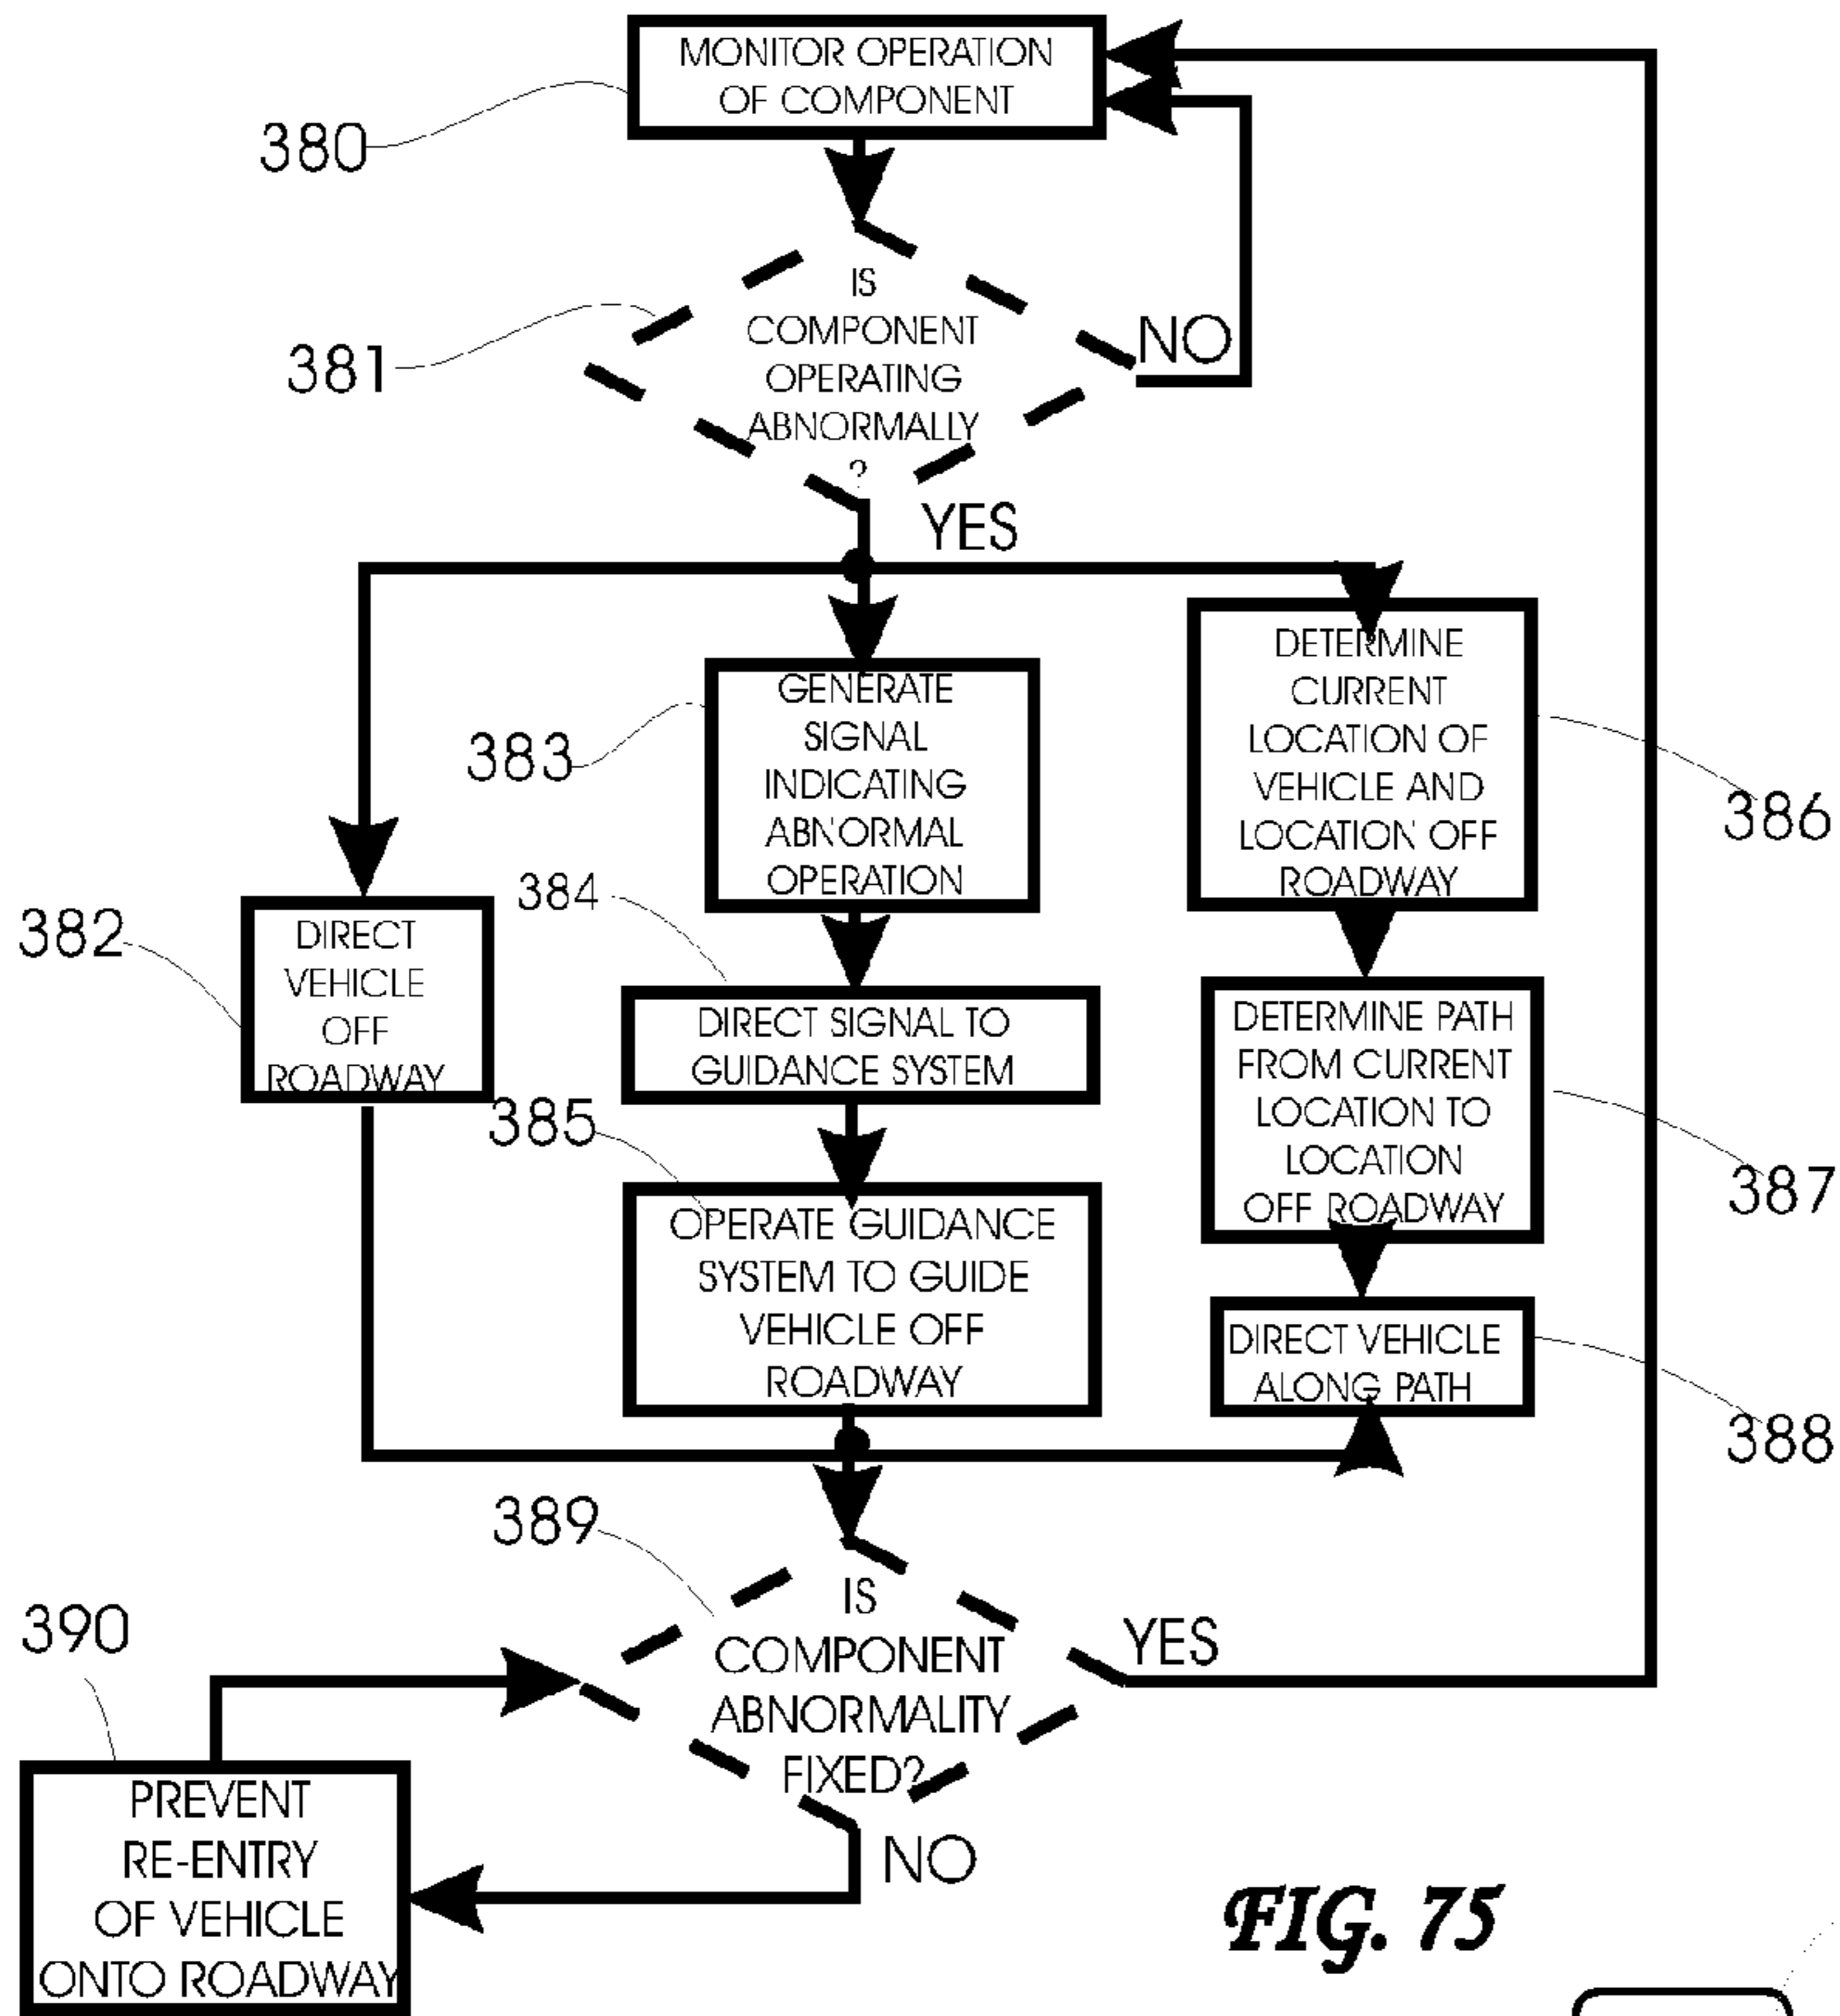 MONITOR OPERATION
OF COMPONENT
380
IS
COMPONENT
OPERATING
ABNORMALLY
?
381
NO
YES
GENERATE
SIGNAL
INDICATING
ABNORMAL
OPERATION
383
DETERMINE
CURRENT
LOCATION OF
VEHICLE AND
LOCATION OFF
ROADWAY
386
384
382
DIRECT
VEHICLE
OFF
ROADWAY
DIRECT SIGNAL TO
GUIDANCE SYSTEM
DETERMINE PATH
FROM CURRENT
LOCATION TO
LOCATION
OFF ROADWAY
387
385
OPERATE GUIDANCE
SYSTEM TO GUIDE
VEHICLE OFF
ROADWAY
DIRECT VEHICLE
ALONG PATH
388
389
IS
COMPONENT
ABNORMALITY
FIXED?
YES
390
NO
PREVENT
RE-ENTRY
OF VEHICLE
ONTO ROADWAY
FIG. 75